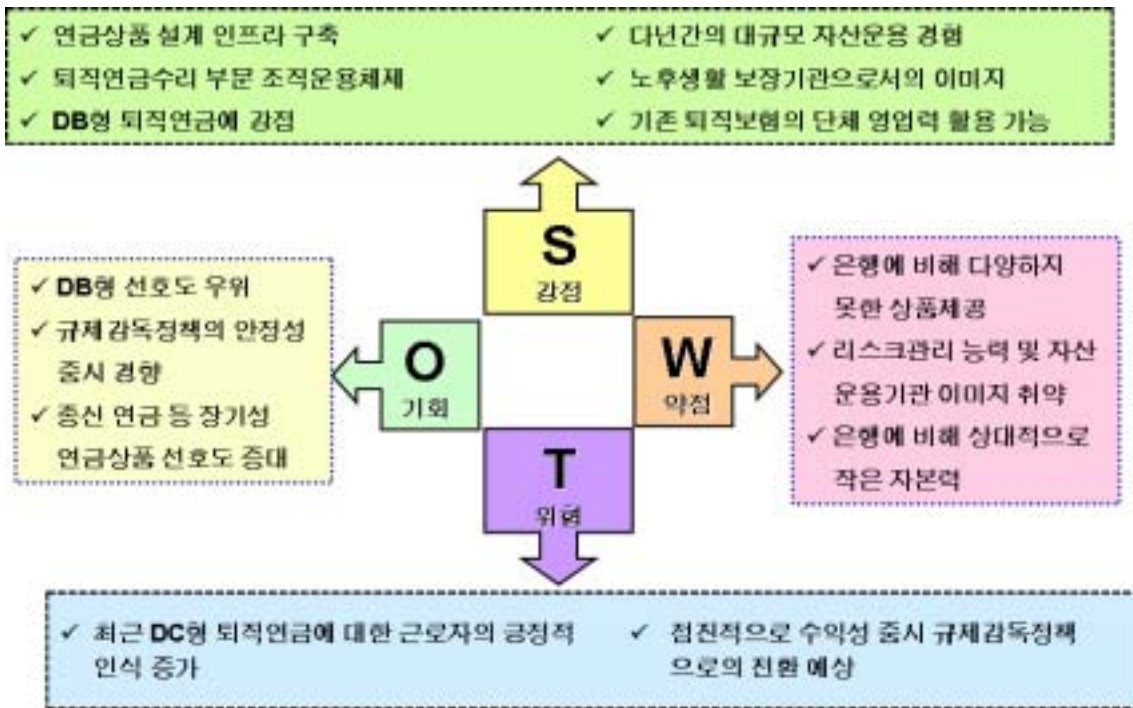 ✓ 연금상품 설계 인프라 구축
✓ 퇴직연금수리 부문 조직운용체제
✓ DB형 퇴직연금에 강점
✓ 다년간의 대규모 자산운용 경험
✓ 노후생활 보장기관으로서의 이미지
✓ 기존 퇴직보험의 단체 영업력 활용 가능
S
강점
✓ DB형 선호도 우위
✓ 규제감독정책의 안정성
중시 경향
✓ 종신 연금 등 장기성
연금상품 선호도 증대
O
기회
W
약점
✓ 은행에 비해 다양하지
못한 상품제공
✓ 리스크관리 능력 및 자산
운용기관 이미지 취약
✓ 은행에 비해 상대적으로
작은 자본력
T
위협
✓ 최근 DC형 퇴직연금에 대한 근로자의 긍정적
인식 증가
✓ 점진적으로 수익성 중시 규제감독정책
으로의 전환 예상